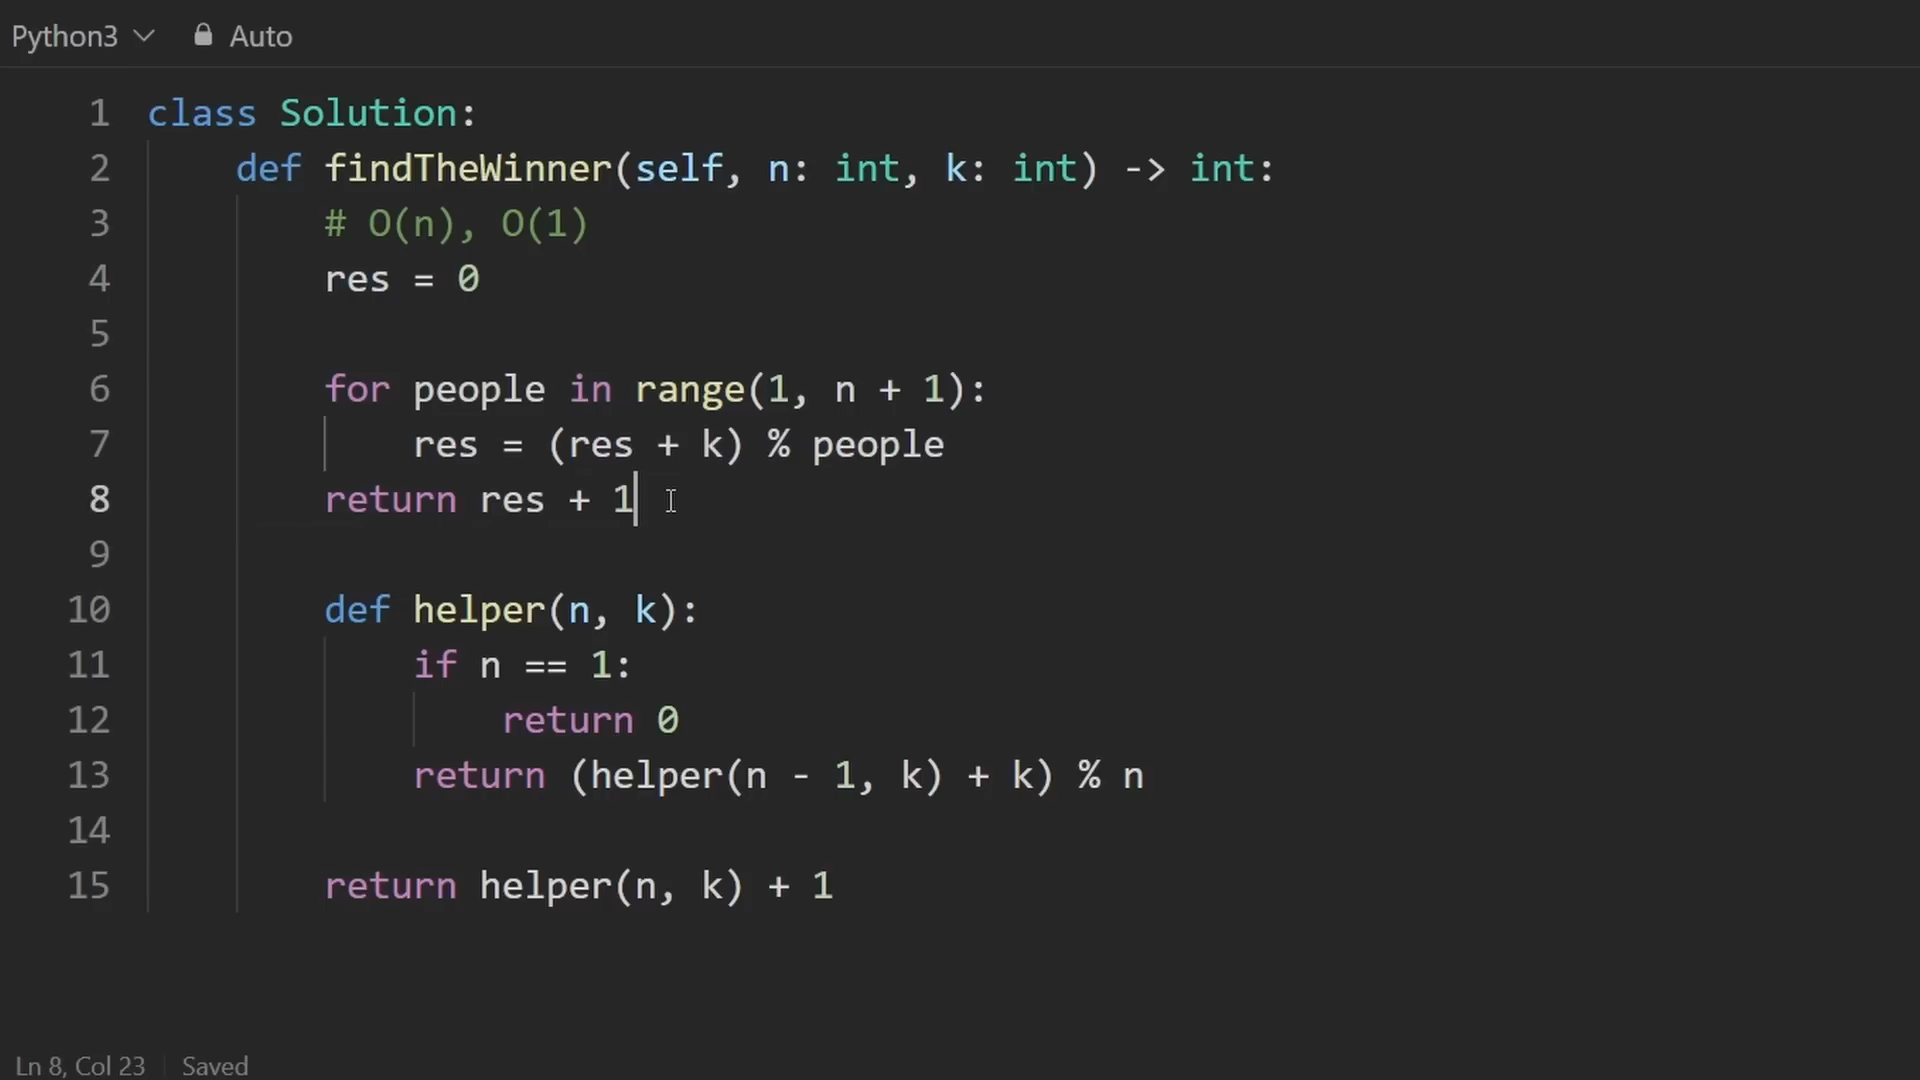 Python3 Auto
1 class Solution:
2 def findTheWinner(self, n: int, k: int) -> int:
3 # O(n), O(1)
4 res = 0
5
6 for people in range(1, n + 1):
7 res = (res + k) % people
8 return res + 1
9
10 def helper(n, k):
11 if n == 1:
12 return 0
13 return (helper(n - 1, k) + k) % n
14
15 return helper(n, k) + 1
Ln 8, Col 23 Saved